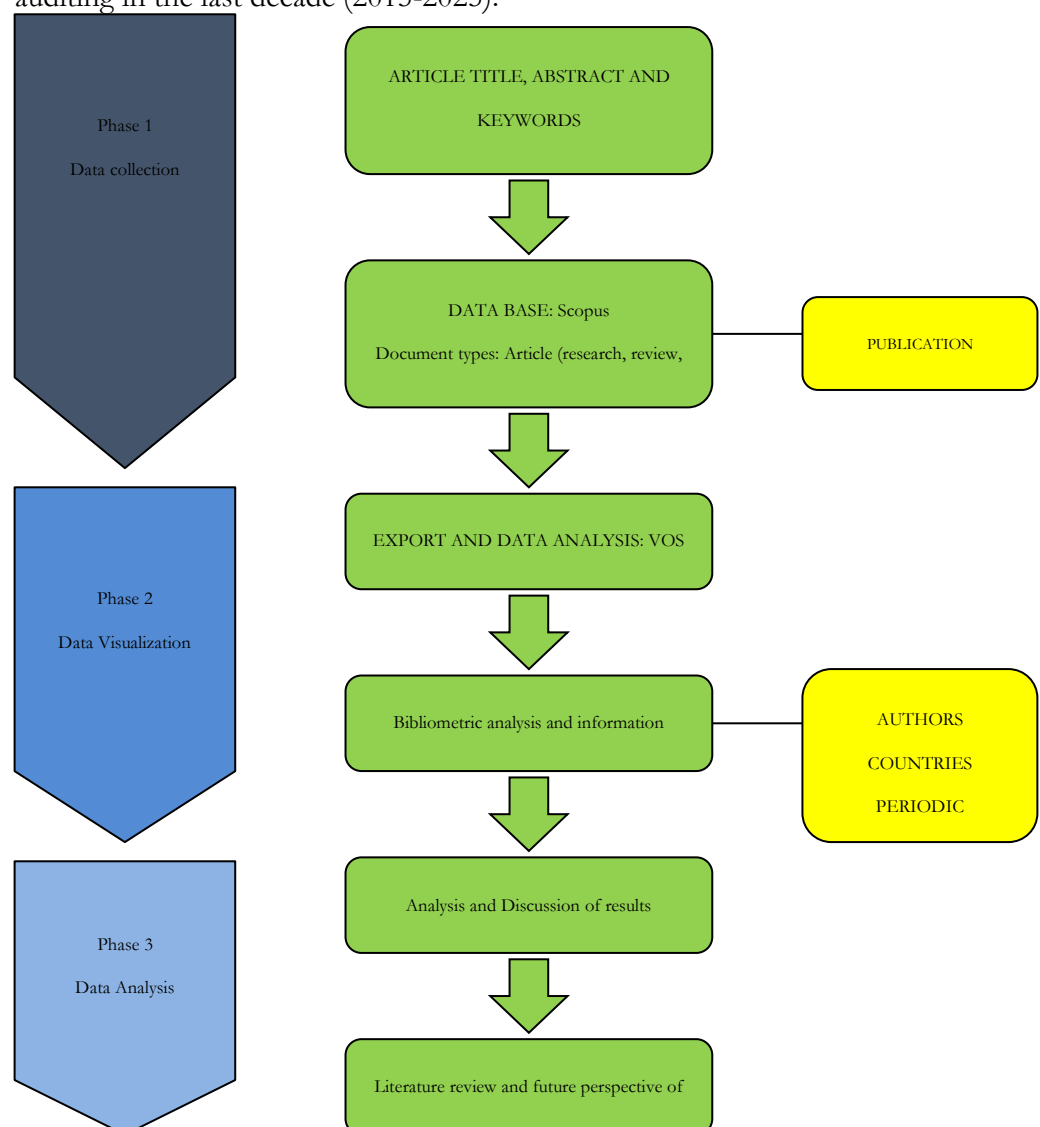 auditing in the last decade (2013-2023).
Phase 1
Data collection
ARTICLE TITLE, ABSTRACT AND
KEYWORDS
DATA BASE: Scopus
Document types: Article (research, review,
PUBLICATION
EXPORT AND DATA ANALYSIS: VOS
Phase 2
Data Visualization
Bibliometric analysis and information
AUTHORS
COUNTRIES
PERIODIC
Analysis and Discussion of results
Phase 3
Data Analysis
Literature review and future perspective of